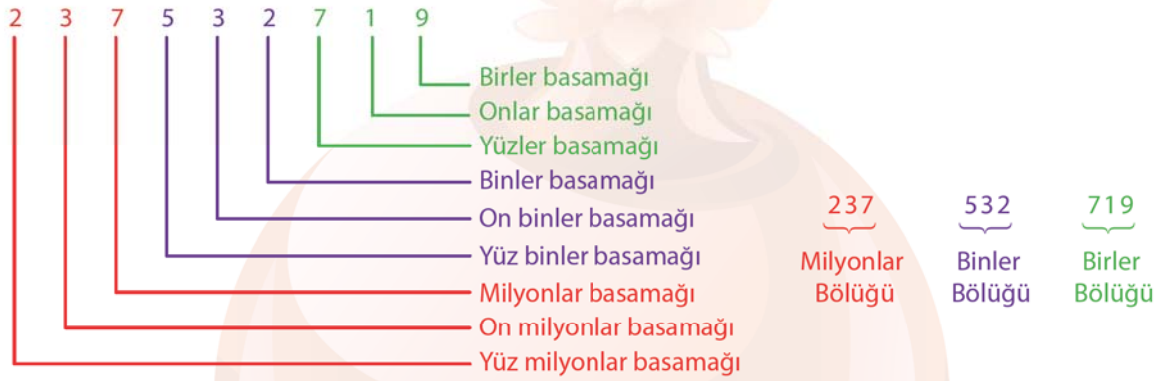 2 3 7 5 3 2 7 1 9
Birler basamağı
Onlar basamağı
Yüzler basamağı
Binler basamağı
On binler basamağı
Yüz binler basamağı
Milyonlar basamağı
On milyonlar basamağı
Yüz milyonlar basamağı
237 532 719
Milyonlar Binler Birler
Bölüğü Bölüğü Bölüğü